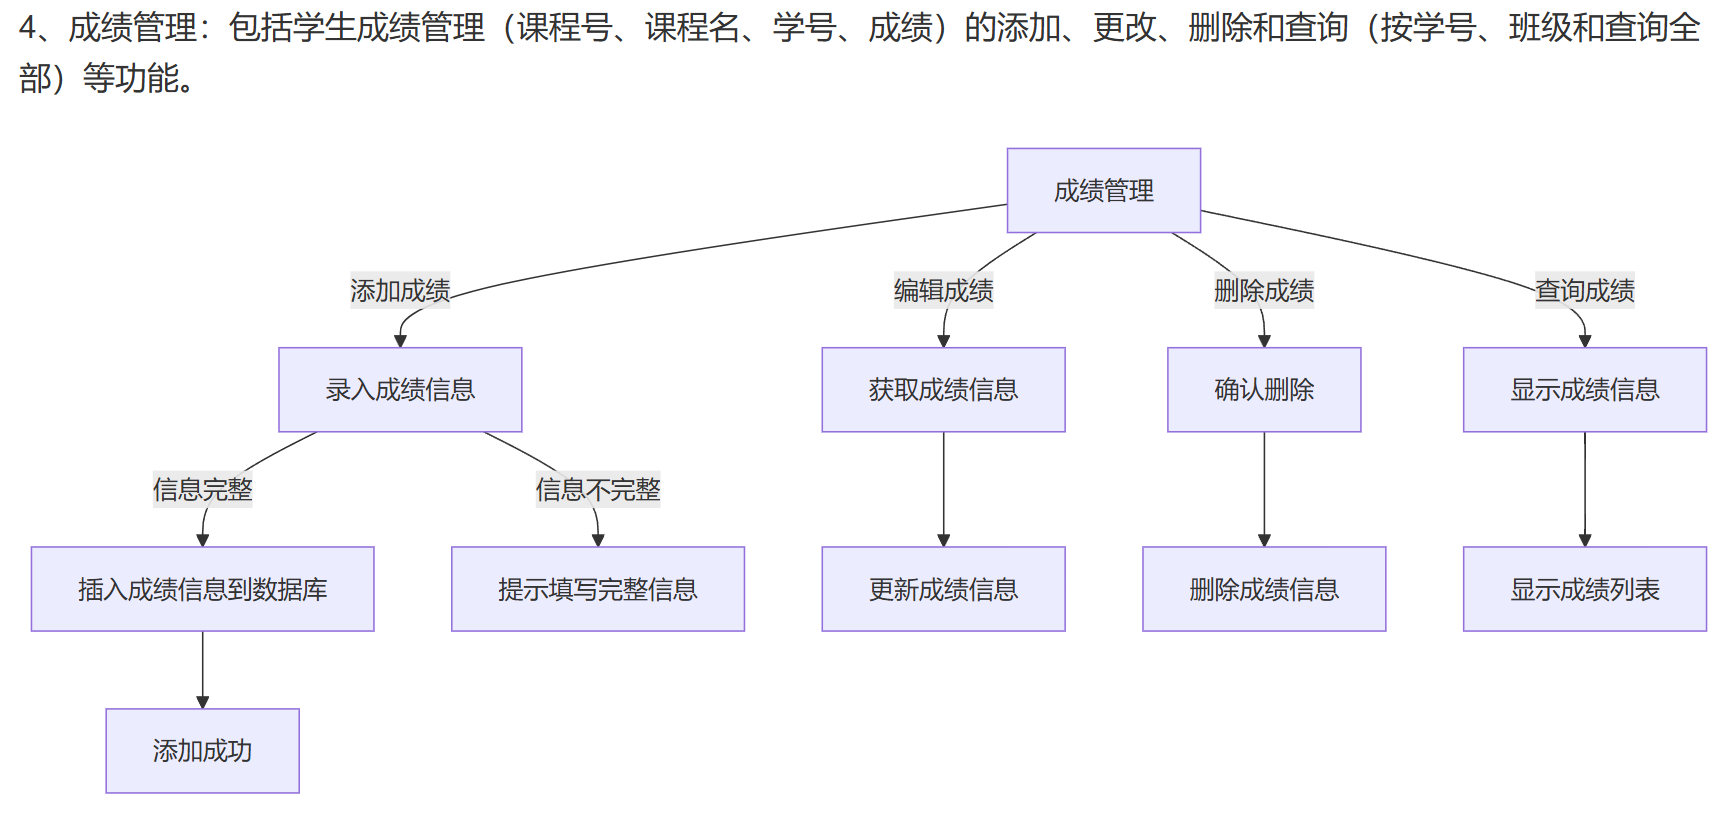 4、成绩管理：包括学生成绩管理（课程号、课程名、学号、成绩）的添加、更改、删除和查询（按学号、班级和查询全
部）等功能。
成绩管理
添加成绩
编辑成绩
删除成绩
查询成绩
录入成绩信息
获取成绩信息
确认删除
显示成绩信息
信息完整
信息不完整
插入成绩信息到数据库
提示填写完整信息
更新成绩信息
删除成绩信息
显示成绩列表
添加成功